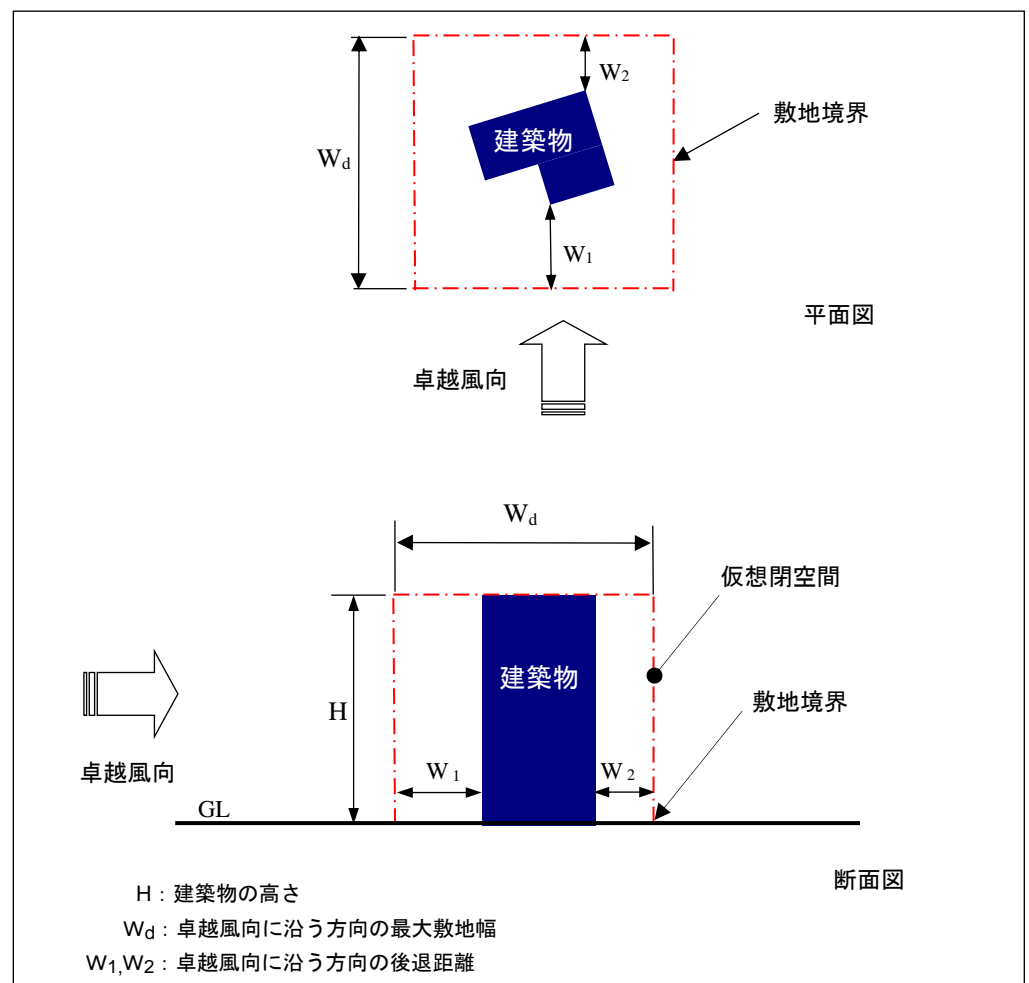 W2
敷地境界
建築物
Wd
W1
平面図
卓越風向
Wd
仮想閉空間
建築物
敷地境界
H
卓越風向
W1
W2
GL
断面図
H：建築物の高さ
Wd：卓越風向に沿う方向の最大敷地幅
W1,W2：卓越風向に沿う方向の後退距離